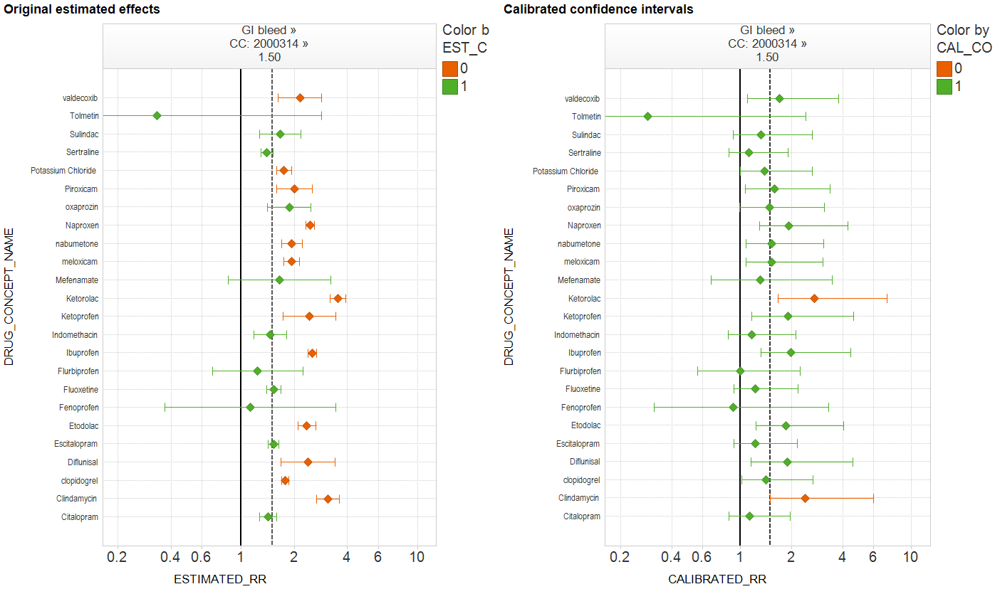 Original estimated effects
GI bleed »
CC: 2000314 »
1.50
Color b
EST_C
0
1
DRUG_CONCEPT_NAME
valdecoxib
Tolmetin
Sulindac
Sertraline
Potassium Chloride
Piroxicam
oxaprozin
Naproxen
nabumetone
meloxicam
Mefenamate
Ketorolac
Ketoprofen
Indomethacin
Ibuprofen
Flurbiprofen
Fluoxetine
Fenoprofen
Etodolac
Escitalopram
Diflunisal
clopidogrel
Clindamycin
Citalopram
0.2 0.4 0.6 1 2 4 6 10
ESTIMATED_RR
Calibrated confidence intervals
GI bleed »
CC: 2000314 »
1.50
Color by
CAL_CO
0
1
DRUG_CONCEPT_NAME
valdecoxib
Tolmetin
Sulindac
Sertraline
Potassium Chloride
Piroxicam
oxaprozin
Naproxen
nabumetone
meloxicam
Mefenamate
Ketorolac
Ketoprofen
Indomethacin
Ibuprofen
Flurbiprofen
Fluoxetine
Fenoprofen
Etodolac
Escitalopram
Diflunisal
clopidogrel
Clindamycin
Citalopram
0.2 0.4 0.6 1 2 4 6 10
CALIBRATED_RR